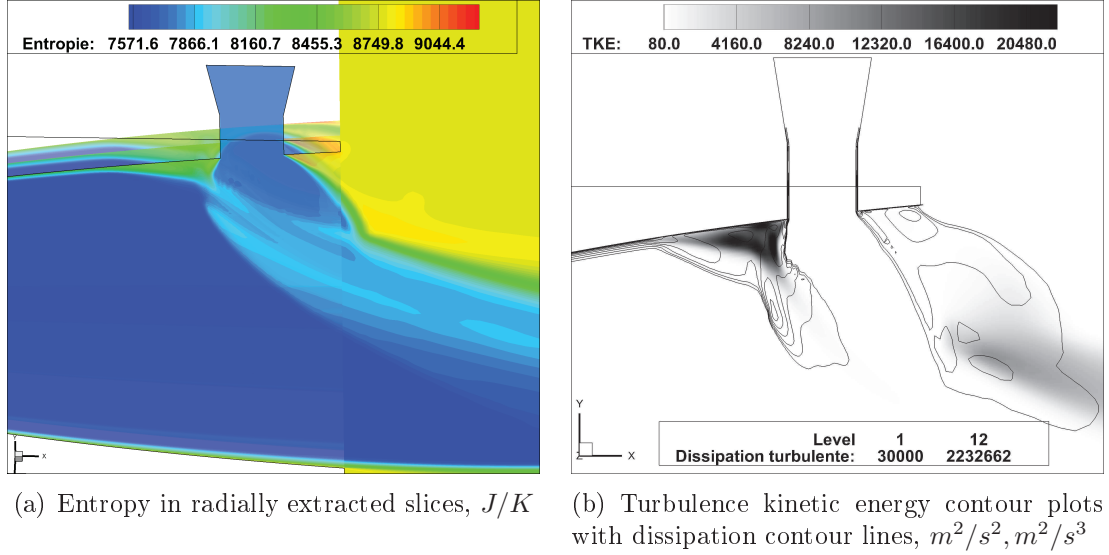 Entropie: 7571.6 7866.1 8160.7 8455.3 8749.8 9044.4
Y
X
(a) Entropy in radially extracted slices, J/K
TKE: 80.0 4160.0 8240.0 12320.0 16400.0 20480.0
Y
Z
X
Level 1 12
Dissipation turbulente: 30000 2232662
(b) Turbulence kinetic energy contour plots
with dissipation contour lines, m²/s², m²/s³